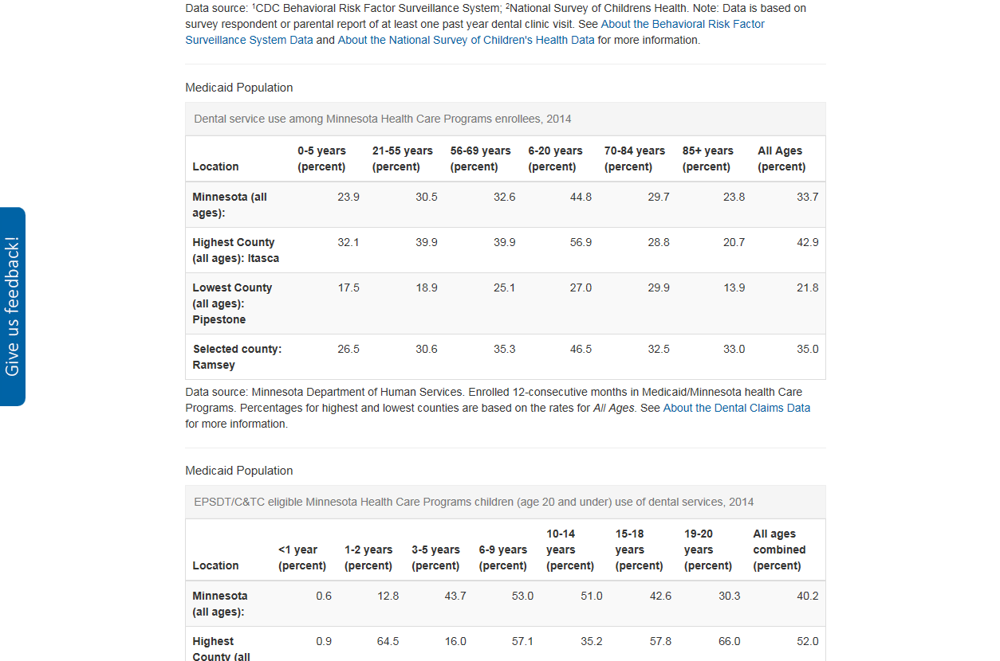 Data source: ¹CDC Behavioral Risk Factor Surveillance System; ²National Survey of Childrens Health. Note: Data is based on
survey respondent or parental report of at least one past year dental clinic visit. See About the Behavioral Risk Factor
Surveillance System Data and About the National Survey of Children's Health Data for more information.
Medicaid Population
Dental service use among Minnesota Health Care Programs enrollees, 2014
0-5 years 21-55 years 56-69 years 6-20 years 70-84 years 85+ years All Ages
Location (percent) (percent) (percent) (percent) (percent) (percent) (percent)
Minnesota (all 23.9 30.5 32.6 44.8 29.7 23.8 33.7
ages):
Highest County 32.1 39.9 39.9 56.9 28.8 20.7 42.9
(all ages): Itasca
Lowest County 17.5 18.9 25.1 27.0 29.9 13.9 21.8
(all ages):
Pipestone
Selected county: 26.5 30.6 35.3 46.5 32.5 33.0 35.0
Ramsey
Data source: Minnesota Department of Human Services. Enrolled 12-consecutive months in Medicaid/Minnesota health Care
Programs. Percentages for highest and lowest counties are based on the rates for All Ages. See About the Dental Claims Data
for more information.
Medicaid Population
EPSDT/C&TC eligible Minnesota Health Care Programs children (age 20 and under) use of dental services, 2014
10-14 15-18 19-20 All ages
<1 year 1-2 years 3-5 years 6-9 years years years years combined
Location (percent) (percent) (percent) (percent) (percent) (percent) (percent) (percent)
Minnesota 0.6 12.8 43.7 53.0 51.0 42.6 30.3 40.2
(all ages):
Highest 0.9 64.5 16.0 57.1 35.2 57.8 66.0 52.0
County (all
Give us feedback!